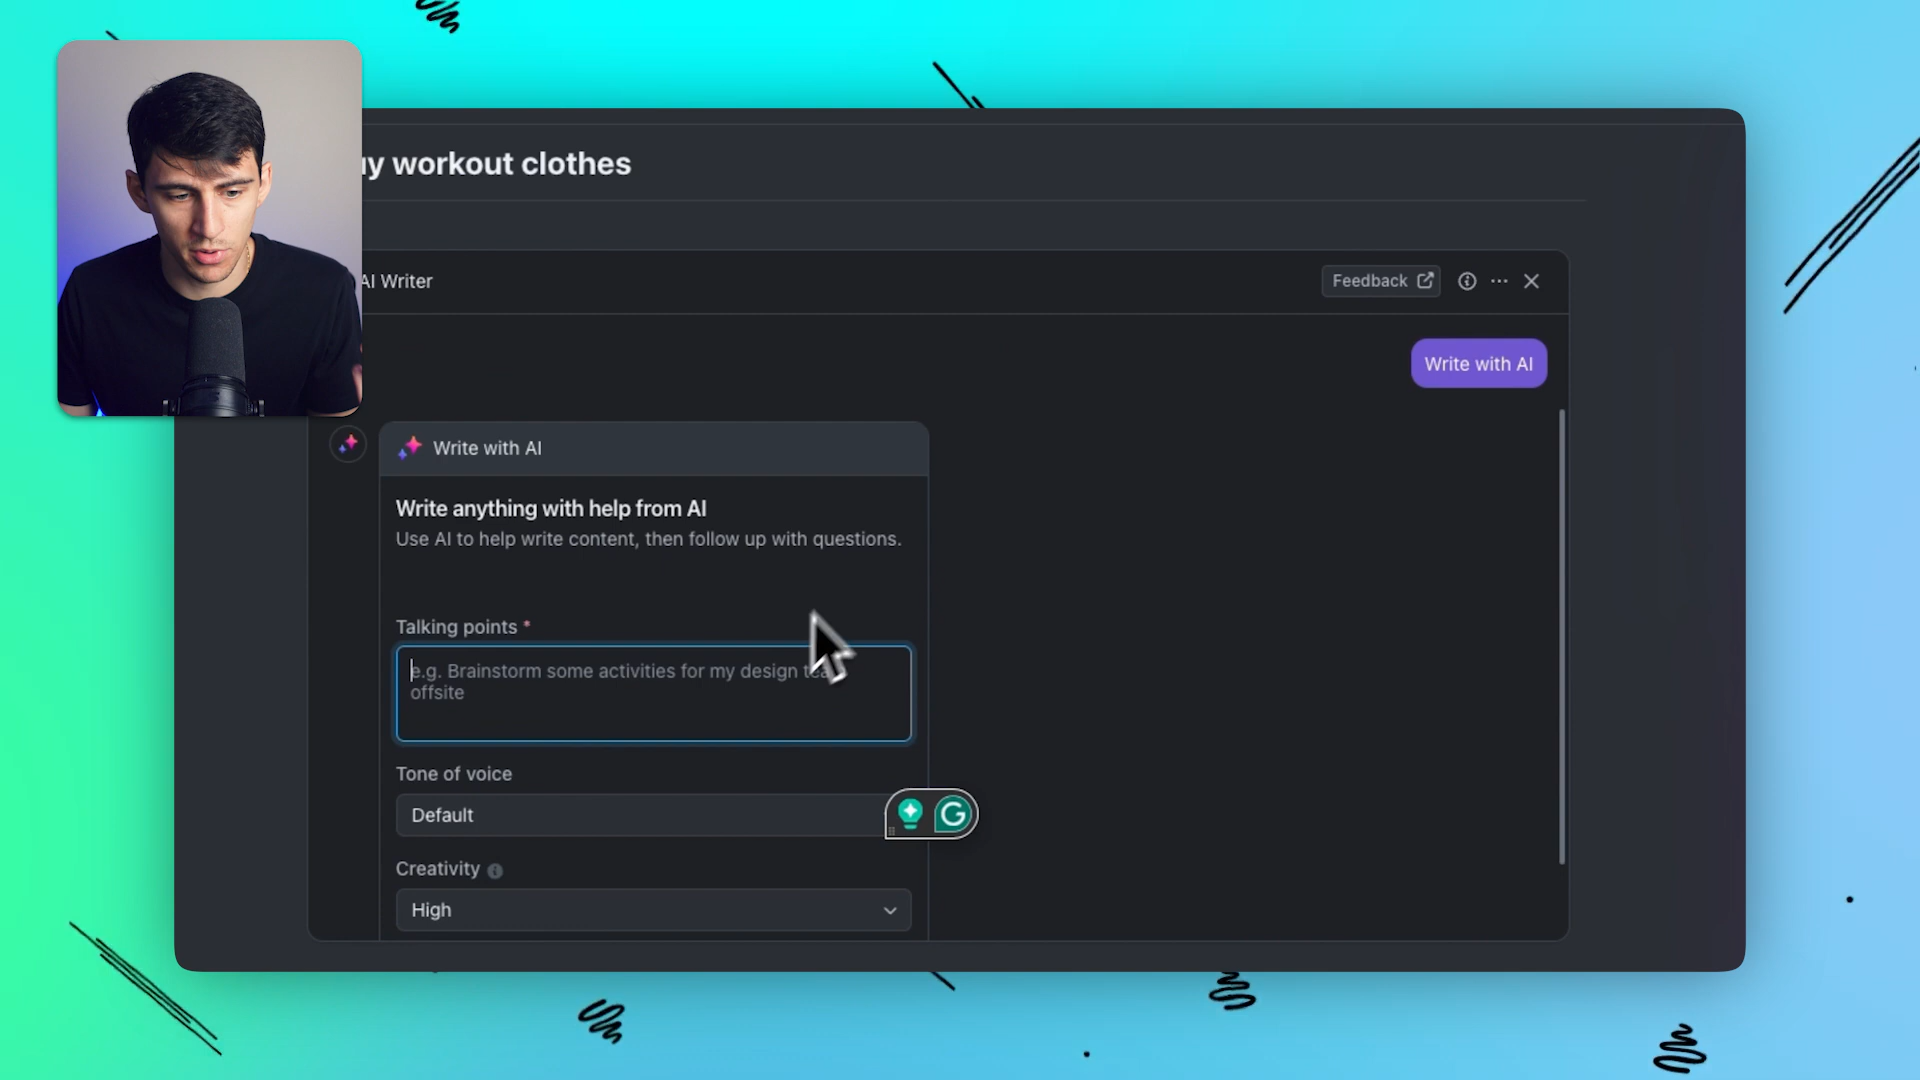 workout clothes
AI Writer
Feedback
Write with AI
Write with AI
Write anything with help from AI
Use AI to help write content, then follow up with questions.
Talking points *
e.g. Brainstorm some activities for my design
offsite
Tone of voice
Default
G
Creativity
High